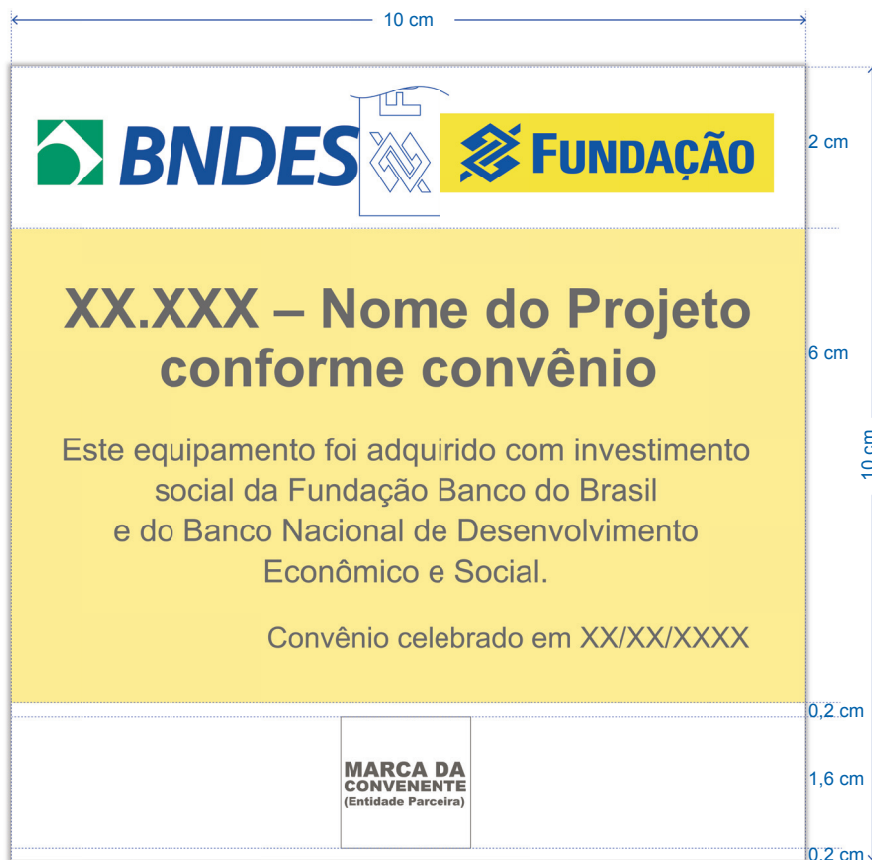 10 cm
BNDES
F
FUNDAÇÃO
2 cm
XX.XXX – Nome do Projeto
conforme convênio
6 cm
10 cm
Este equipamento foi adquirido com investimento
social da Fundação Banco do Brasil
e do Banco Nacional de Desenvolvimento
Econômico e Social.
Convênio celebrado em XX/XX/XXXX
0,2 cm
MARCA DA
CONVENENTE
(Entidade Parceira)
1,6 cm
0,2 cm